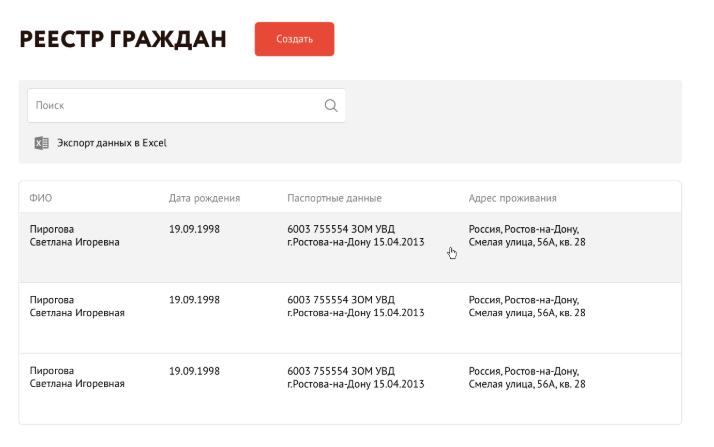 РЕЕСТР ГРАЖДАН
Создать
Поиск
Экспорт данных в Excel
ФИО Дата рождения Паспортные данные Адрес проживания
Пирогова 19.09.1998 6003 755554 ЗОМ УВД Россия, Ростов-на-Дону,
Светлана Игоревна г.Ростова-на-Дону 15.04.2013 Смелая улица, 56А, кв. 28
Пирогова 19.09.1998 6003 755554 ЗОМ УВД Россия, Ростов-на-Дону,
Светлана Игоревная г.Ростова-на-Дону 15.04.2013 Смелая улица, 56А, кв. 28
Пирогова 19.09.1998 6003 755554 ЗОМ УВД Россия, Ростов-на-Дону,
Светлана Игоревная г.Ростова-на-Дону 15.04.2013 Смелая улица, 56А, кв. 28